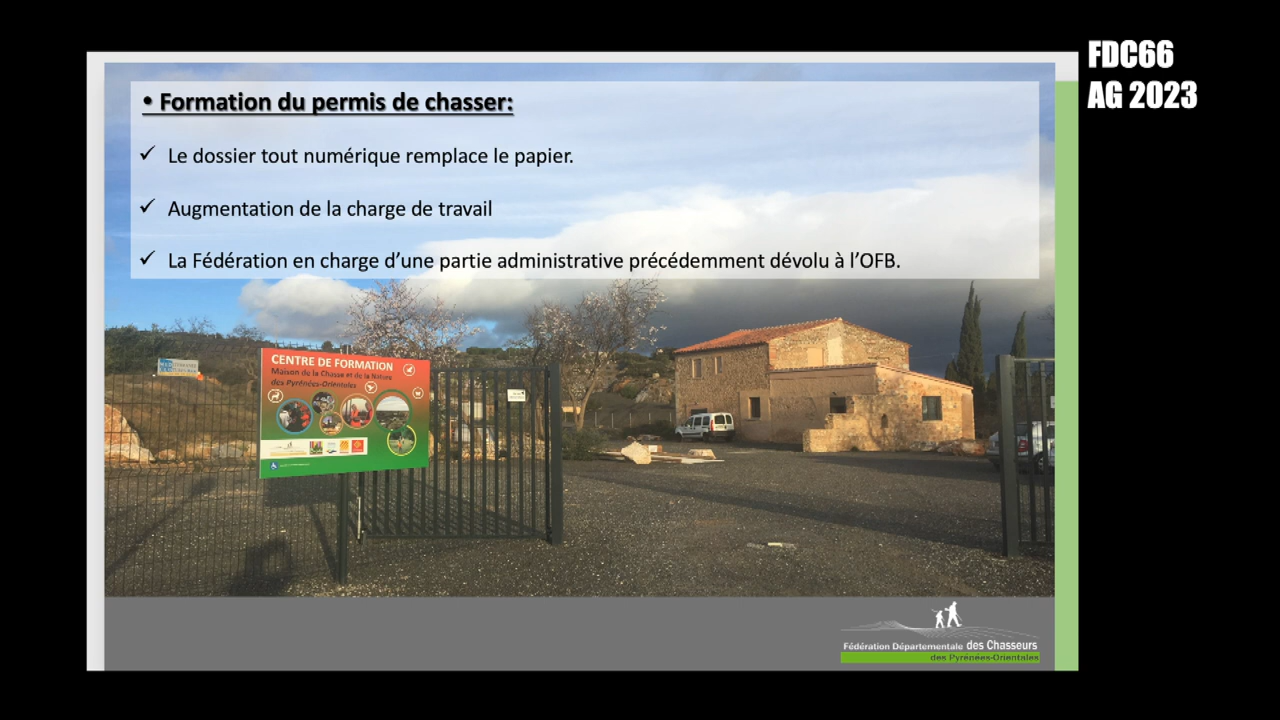 FDC66
AG 2023
• Formation du permis de chasser:
✓ Le dossier tout numérique remplace le papier.
✓ Augmentation de la charge de travail
✓ La Fédération en charge d’une partie administrative précédemment dévolu à l’OFB.
CENTRE DE FORMATION
Maison de la Chasse et de la Nature
des Pyrénées-Orientales
Fédération Départementale des Chasseurs
des Pyrénées-Orientales